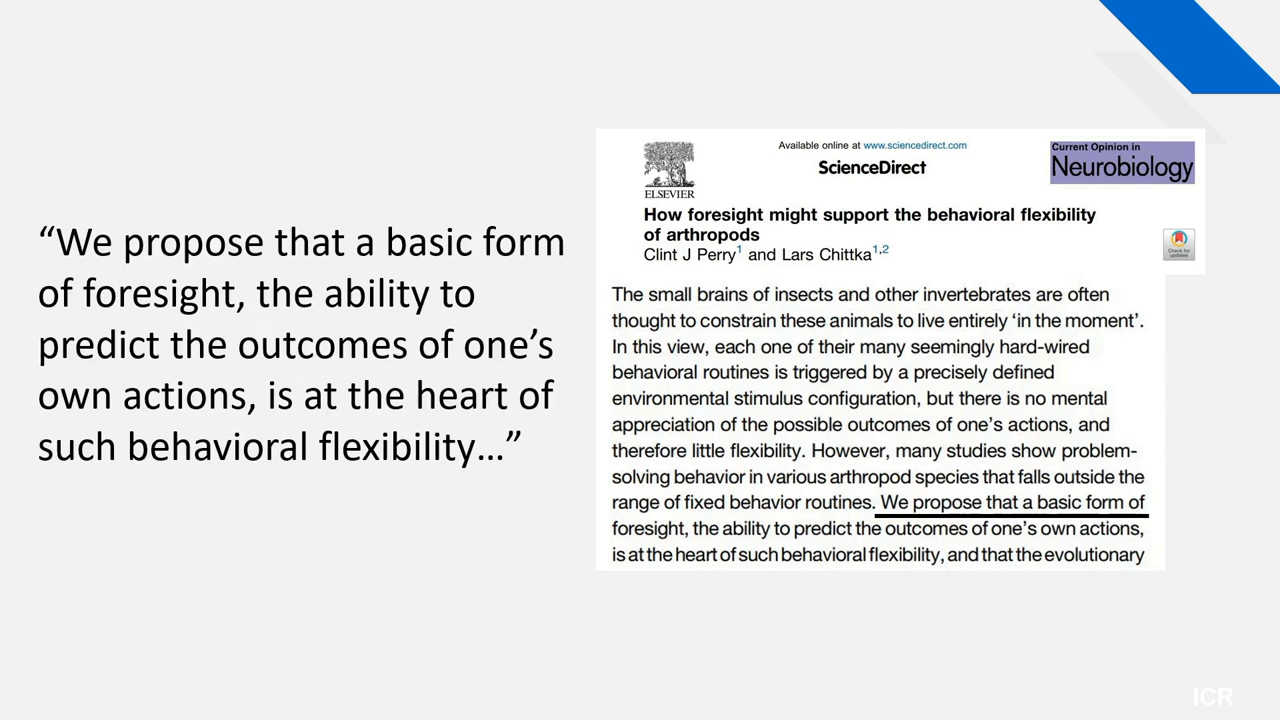 “We propose that a basic form
of foresight, the ability to
predict the outcomes of one’s
own actions, is at the heart of
such behavioral flexibility…”
ELSEVIER
Available online at www.sciencedirect.com
ScienceDirect
Current Opinion in
Neurobiology
How foresight might support the behavioral flexibility
of arthropods
Clint J Perry1 and Lars Chittka1,2
Check for
updates
The small brains of insects and other invertebrates are often
thought to constrain these animals to live entirely ‘in the moment’.
In this view, each one of their many seemingly hard-wired
behavioral routines is triggered by a precisely defined
environmental stimulus configuration, but there is no mental
appreciation of the possible outcomes of one’s actions, and
therefore little flexibility. However, many studies show problem-
solving behavior in various arthropod species that falls outside the
range of fixed behavior routines. We propose that a basic form of
foresight, the ability to predict the outcomes of one’s own actions,
is at the heart of such behavioral flexibility, and that the evolutionary
ICR